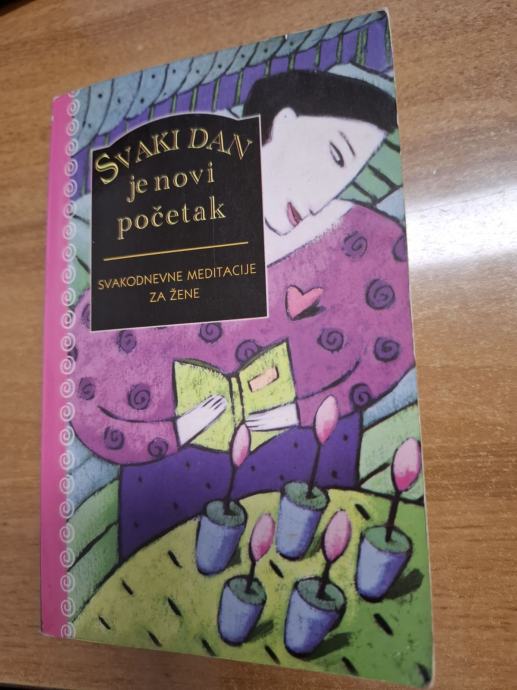 SVAKI DAN
je novi
početak
SVAKODNEVNE MEDITACIJE
ZA ŽENE